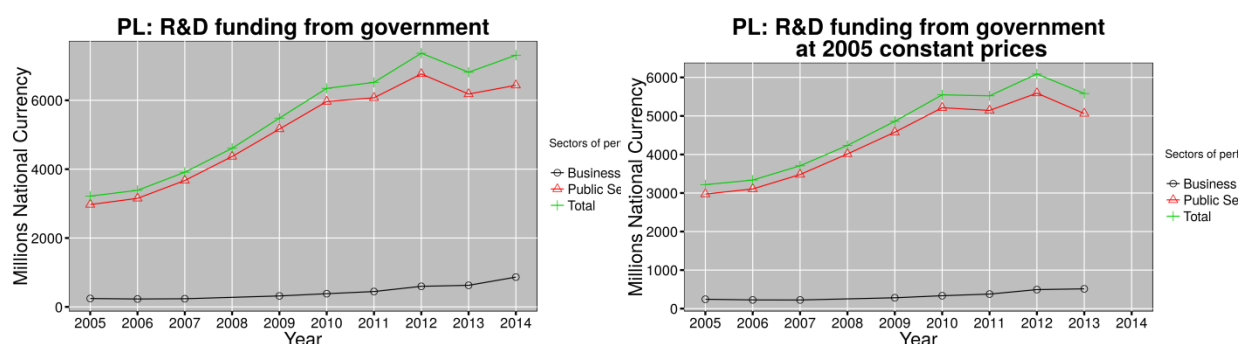 PL: R&D funding from government
Millions National Currency
6000
4000
2000
0
2005 2006 2007 2008 2009 2010 2011 2012 2013 2014
Year
Sectors of per
Business
Public Se
Total
PL: R&D funding from government
at 2005 constant prices
Millions National Currency
6000
5000
4000
3000
2000
1000
0
2005 2006 2007 2008 2009 2010 2011 2012 2013 2014
Year
Sectors of perf
Business
Public Se
Total